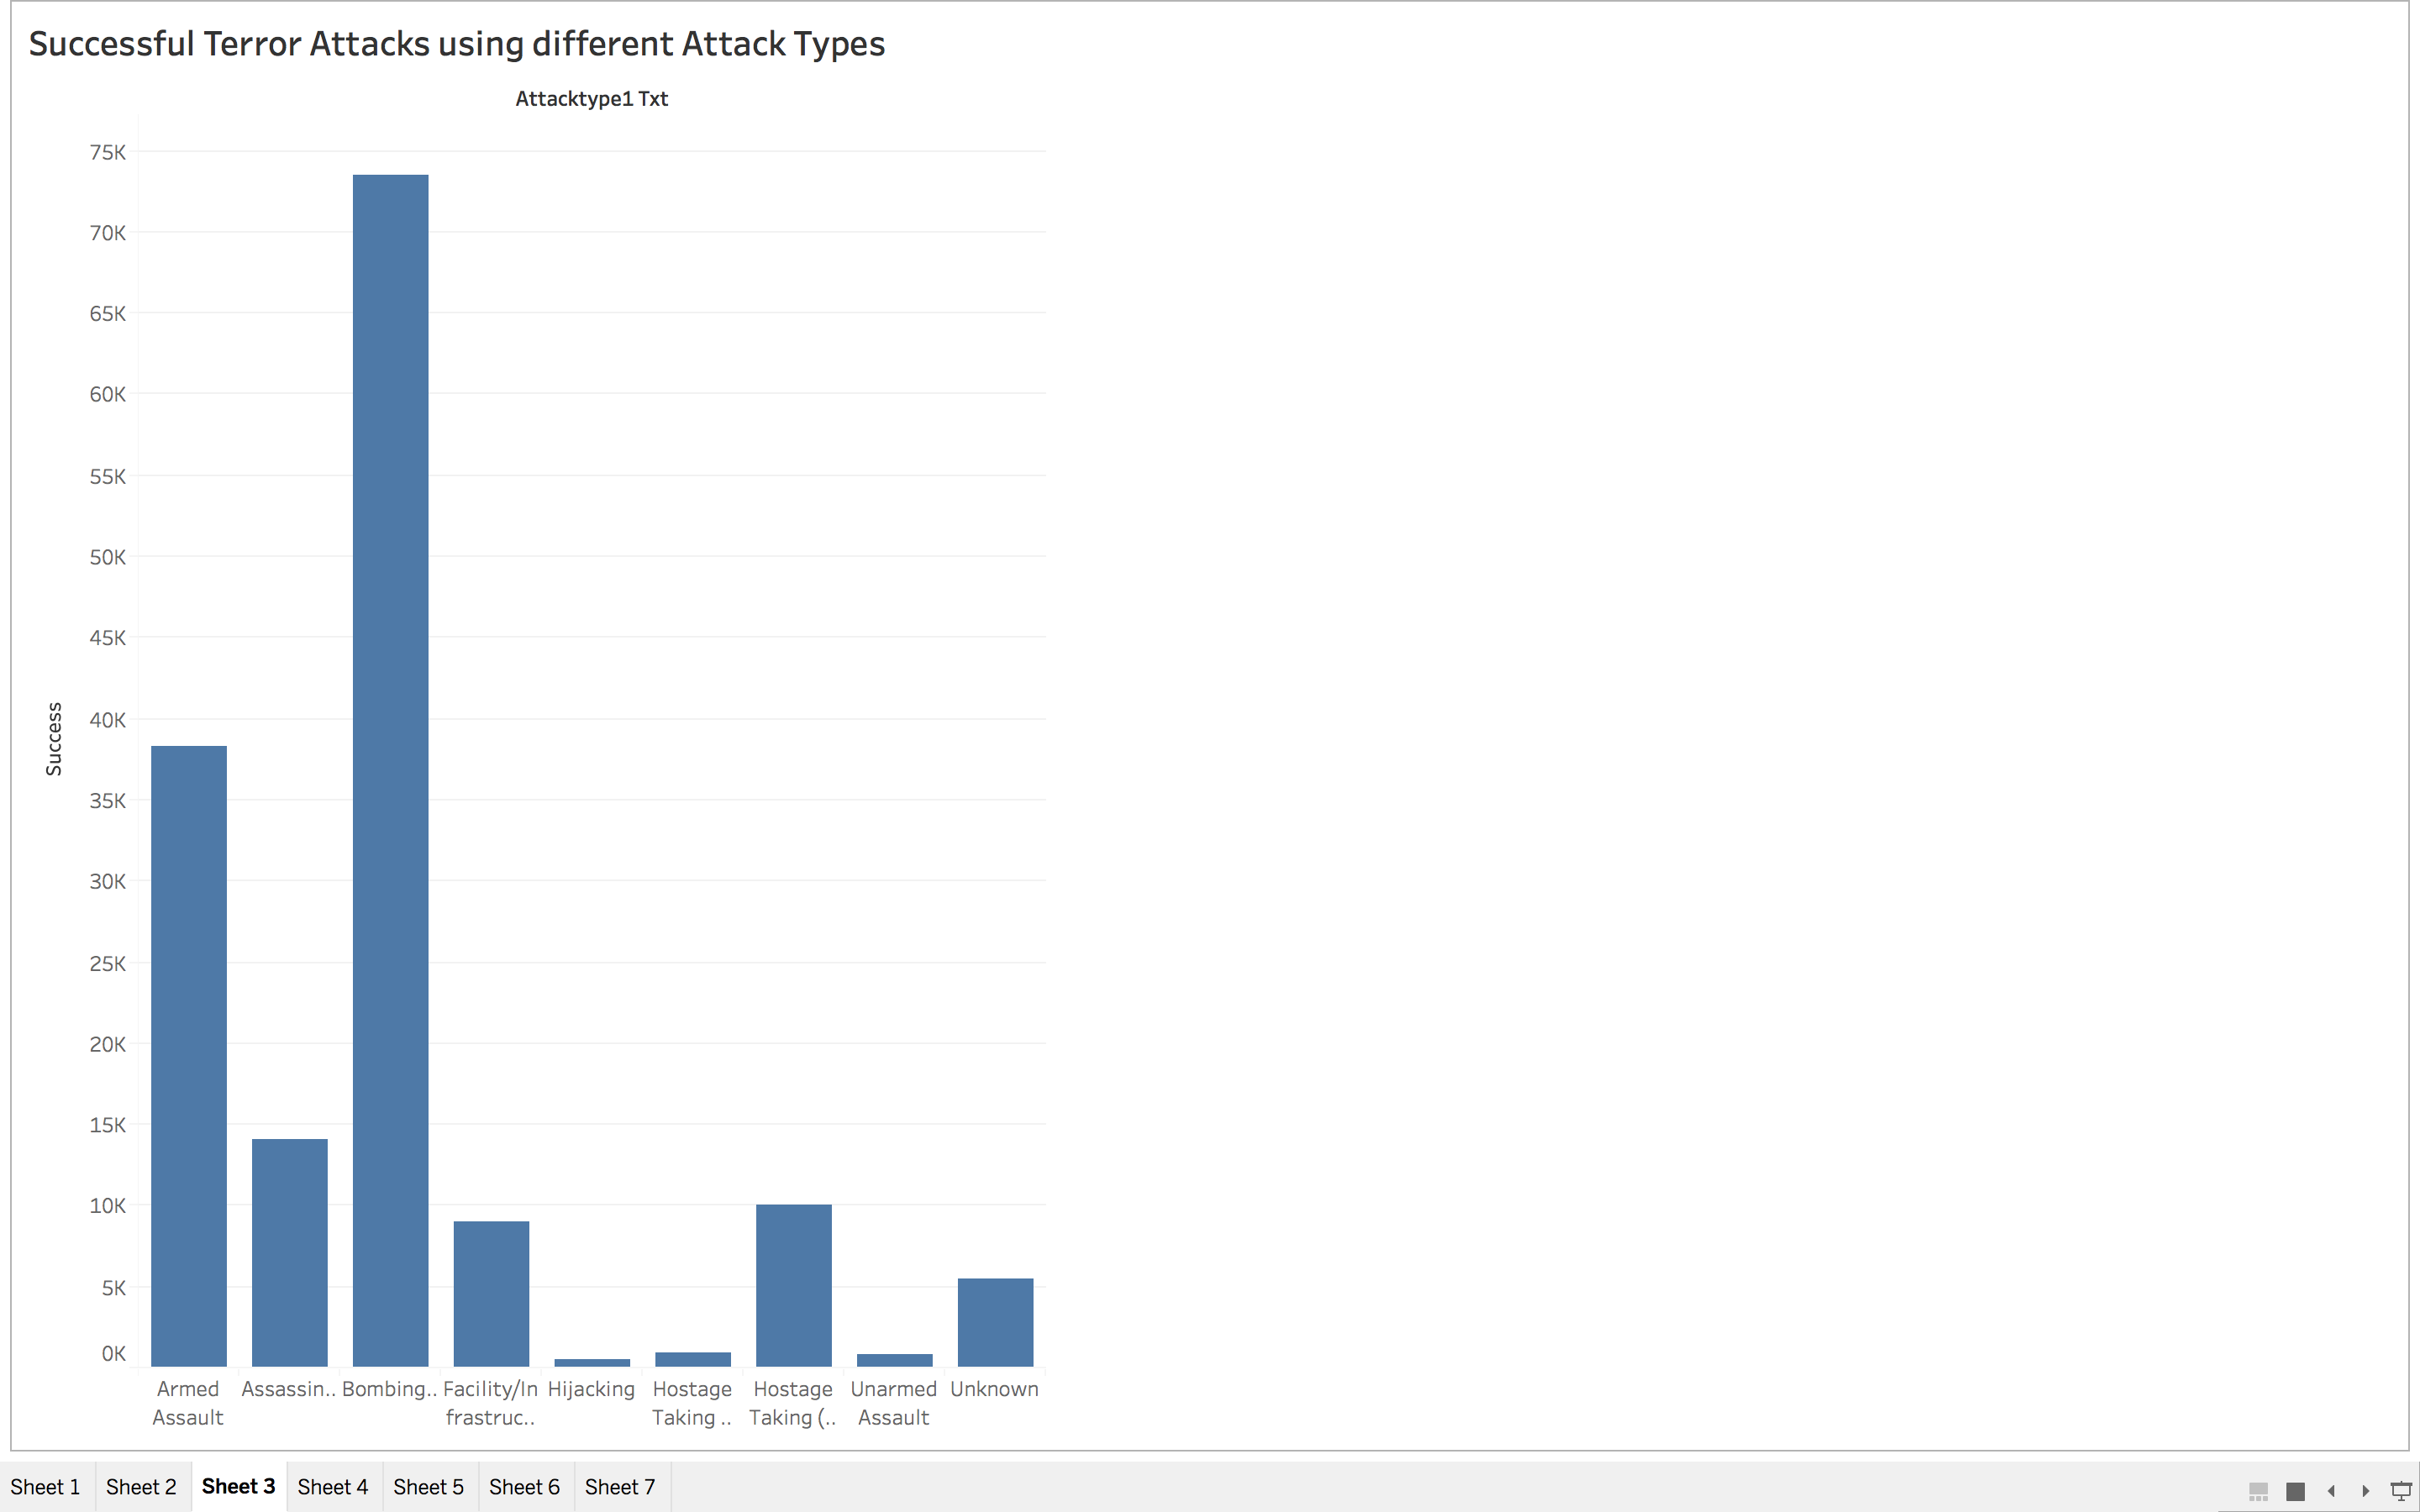 Successful Terror Attacks using different Attack Types
Attacktype1 Txt
75K
70K
65K
60K
55K
50K
45K
40K
35K
30K
25K
20K
15K
10K
5K
0K
Success
Armed Assassin.. Bombing.. Facility/In Hijacking Hostage Hostage Unarmed Unknown
Assault frastruc.. Taking .. Taking (.. Assault
Sheet 1 Sheet 2 Sheet 3 Sheet 4 Sheet 5 Sheet 6 Sheet 7